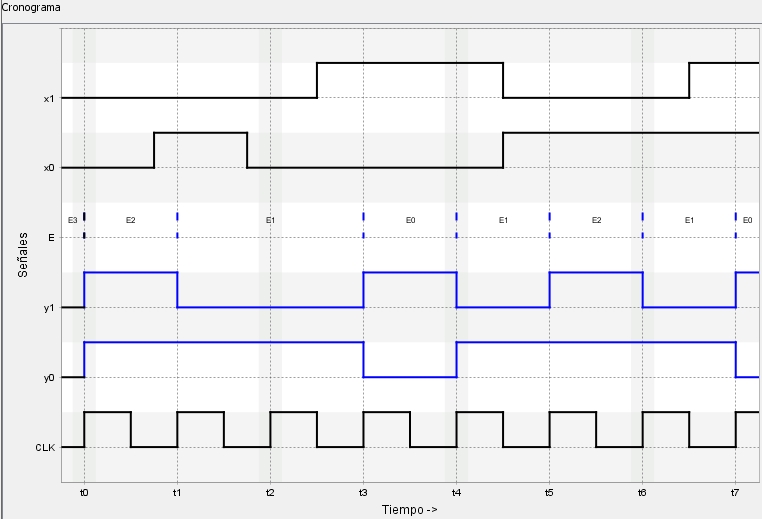 Cronograma
x1
x0
E3 E2 E1 E0 E1 E2 E1 E0
E
Señales
y1
y0
CLK
t0 t1 t2 t3 t4 t5 t6 t7
Tiempo ->